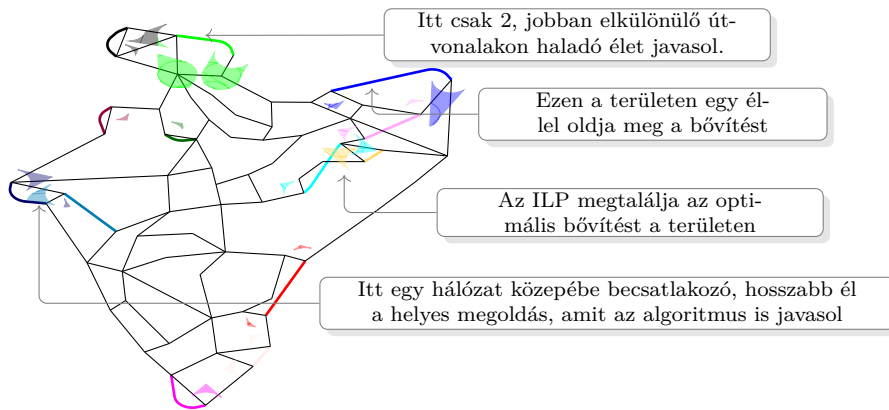 Itt csak 2, jobban elkülönülő út-
vonalakon haladó élet javasol.
Ezen a területen egy él-
lel oldja meg a bővítést
Az ILP megtalálja az opti-
mális bővítést a területen
Itt egy hálózat közepébe becsatlakozó, hosszabb él
a helyes megoldás, amit az algoritmus is javasol